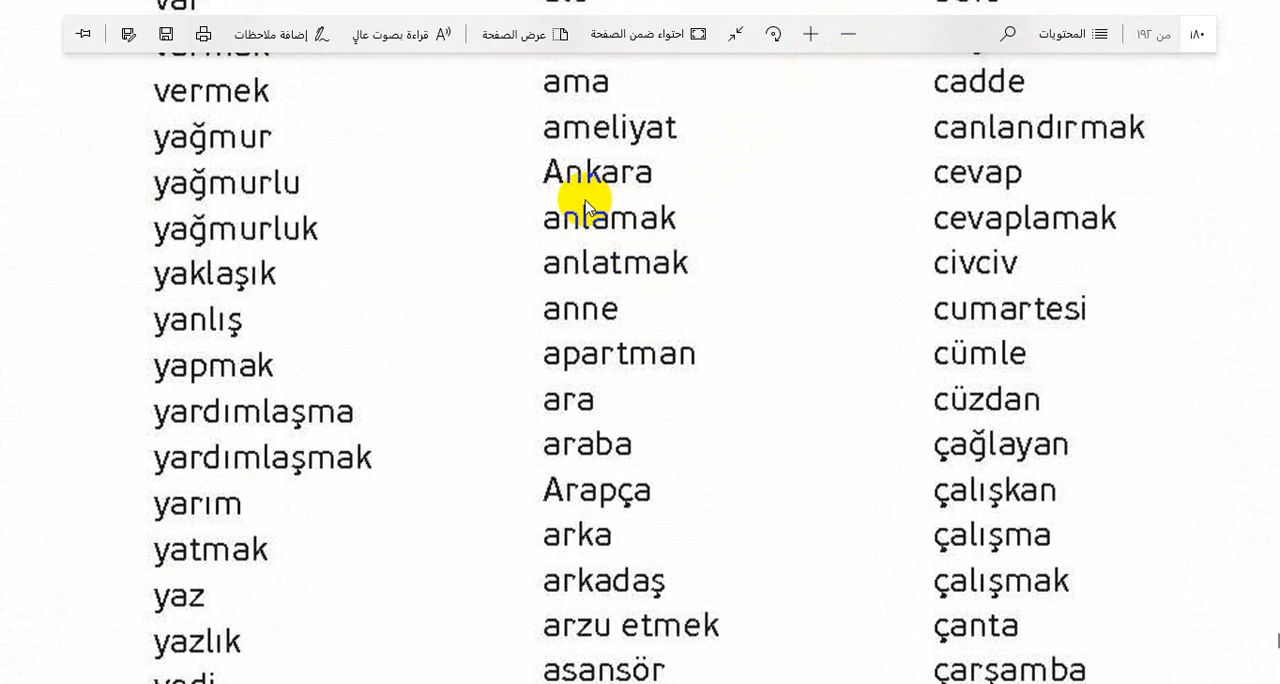 ١٨٠ من ١٩٢ المحتويات احتواء ضمن الصفحة عرض الصفحة قراءة بصوت عالٍ إضافة ملاحظات
vermek
yağmur
yağmurlu
yağmurluk
yaklaşık
yanlış
yapmak
yardımlaşma
yardımlaşmak
yarım
yatmak
yaz
yazlık
ama
ameliyat
Ankara
anlamak
anlatmak
anne
apartman
ara
araba
Arapça
arka
arkadaş
arzu etmek
asansör
cadde
canlandırmak
cevap
cevaplamak
civciv
cumartesi
cümle
cüzdan
çağlayan
çalışkan
çalışma
çalışmak
çanta
çarşamba